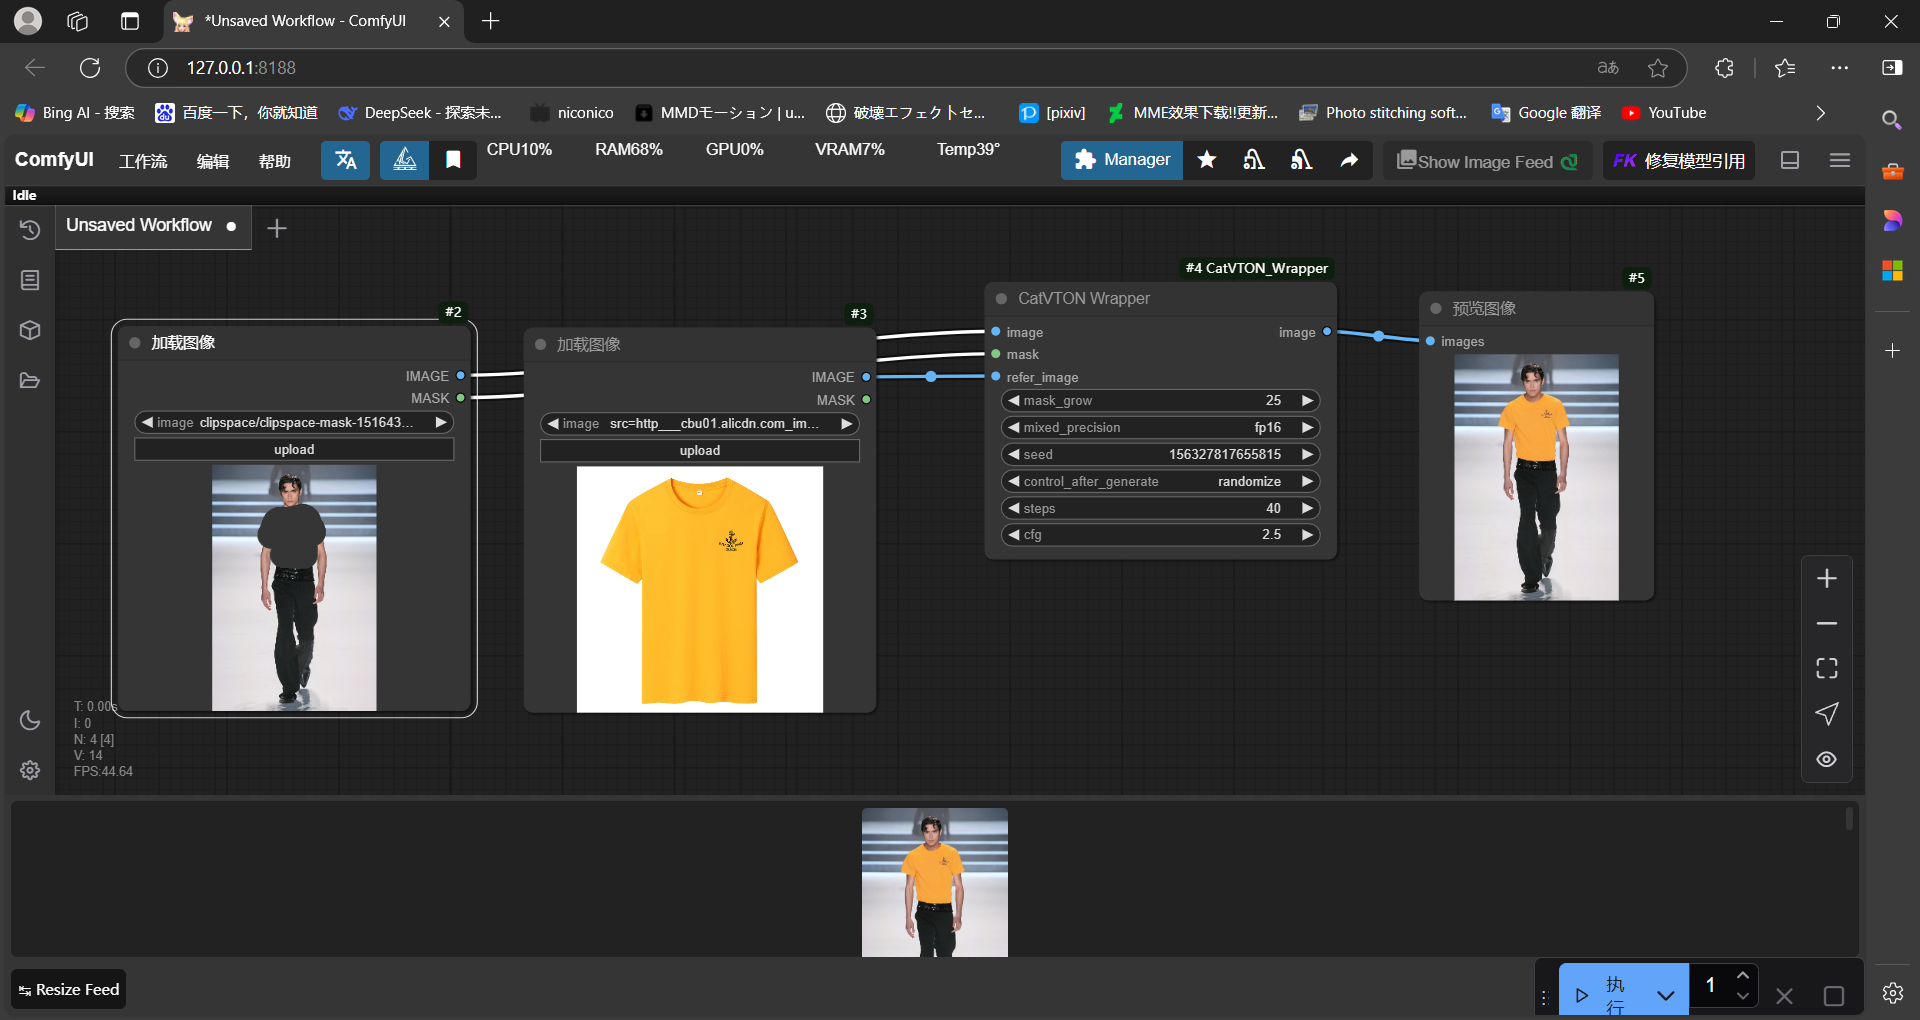 *Unsaved Workflow - ComfyUI
127.0.0.1:8188
aあ
Bing AI - 搜索
百度一下，你就知道
DeepSeek - 探索未...
niconico
MMDモーション | u...
破壊エフェクトセ...
[pixiv]
MME效果下载!!更新...
Photo stitching soft...
Google 翻译
YouTube
ComfyUI
工作流
编辑
帮助
CPU10%
RAM68%
GPU0%
VRAM7%
Temp39°
Manager
Show Image Feed
FK 修复模型引用
Idle
Unsaved Workflow
#2
加载图像
IMAGE
MASK
image clipspace/clipspace-mask-151643...
upload
#3
加载图像
IMAGE
MASK
image src=http___cbu01.alicdn.com_im...
upload
#4 CatVTON_Wrapper
CatVTON Wrapper
image
image
mask
refer_image
mask_grow 25
mixed_precision fp16
seed 156327817655815
control_after_generate randomize
steps 40
cfg 2.5
#5
预览图像
images
T: 0.00s
I: 0
N: 4 [4]
V: 14
FPS:44.64
Resize Feed
执
行
1